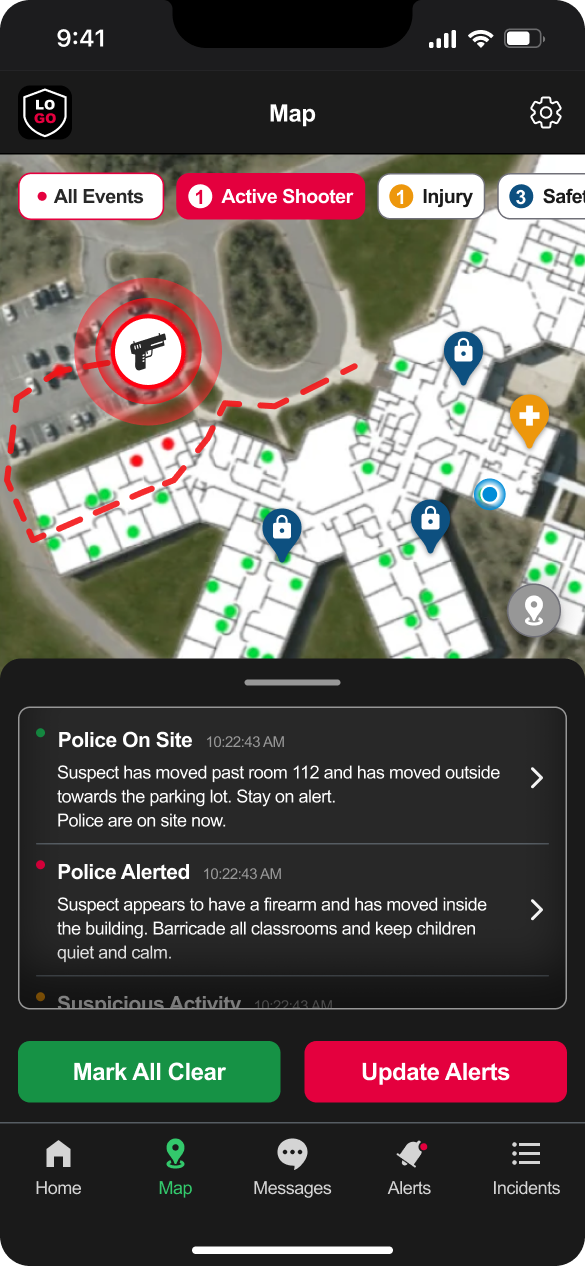 9:41
LO
GO
Map
All Events
1 Active Shooter
1 Injury
3 Safet
Police On Site 10:22:43 AM
Suspect has moved past room 112 and has moved outside
towards the parking lot. Stay on alert.
Police are on site now.
Police Alerted 10:22:43 AM
Suspect appears to have a firearm and has moved inside
the building. Barricade all classrooms and keep children
quiet and calm.
Suspicious Activity 10:22:43 AM
Mark All Clear
Update Alerts
Home
Map
Messages
Alerts
Incidents